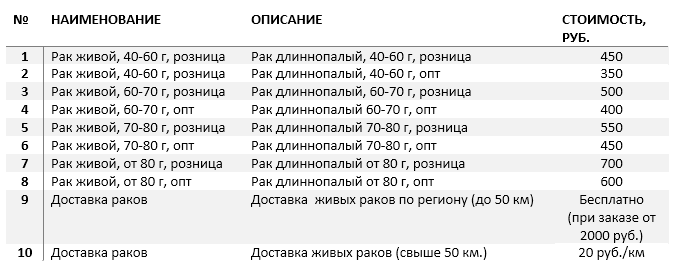 № НАИМЕНОВАНИЕ ОПИСАНИЕ СТОИМОСТЬ,
РУБ.
1 Рак живой, 40-60 г, розница Рак длиннопалый, 40-60 г, розница 450
2 Рак живой, 40-60 г, опт Рак длиннопалый, 40-60 г, опт 350
3 Рак живой, 60-70 г, розница Рак длиннопалый, 60-70 г, розница 500
4 Рак живой, 60-70 г, опт Рак длиннопалый 60-70 г, опт 400
5 Рак живой, 70-80 г, розница Рак длиннопалый 70-80 г, розница 550
6 Рак живой, 70-80 г, опт Рак длиннопалый 70-80 г, опт 450
7 Рак живой, от 80 г, розница Рак длиннопалый от 80 г, розница 700
8 Рак живой, от 80 г, опт Рак длиннопалый от 80 г, опт 600
9 Доставка раков Доставка живых раков по региону (до 50 км) Бесплатно
(при заказе от
2000 руб.)
10 Доставка раков Доставка живых раков (свыше 50 км.) 20 руб./км